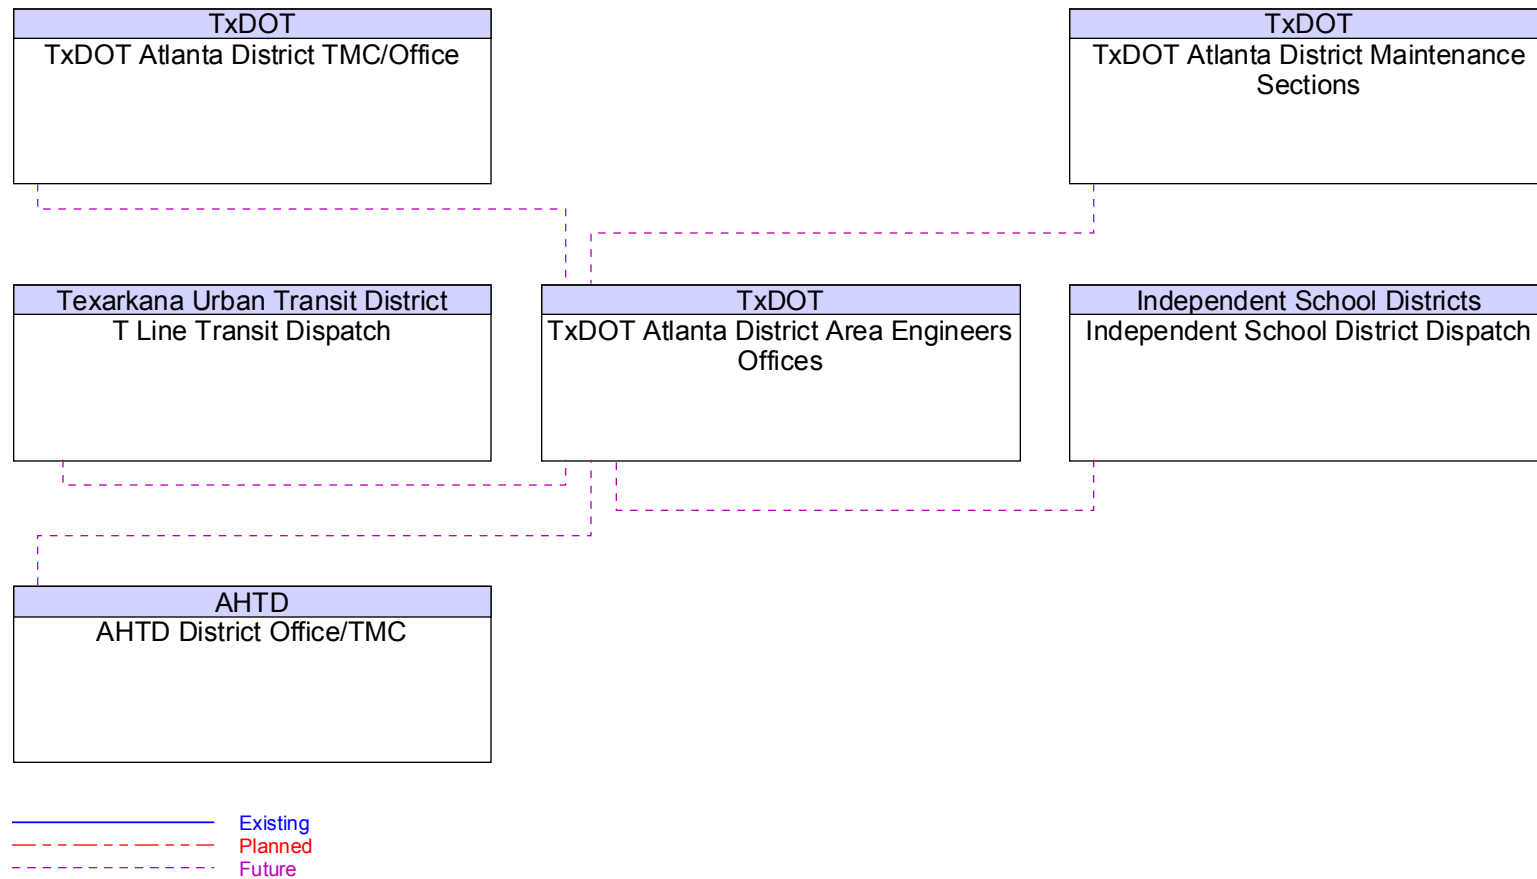 TxDOT
TxDOT Atlanta District TMC/Office
TxDOT
TxDOT Atlanta District Maintenance
Sections
Texarkana Urban Transit District
T Line Transit Dispatch
TxDOT
TxDOT Atlanta District Area Engineers
Offices
Independent School Districts
Independent School District Dispatch
AHTD
AHTD District Office/TMC
Existing
Planned
Future